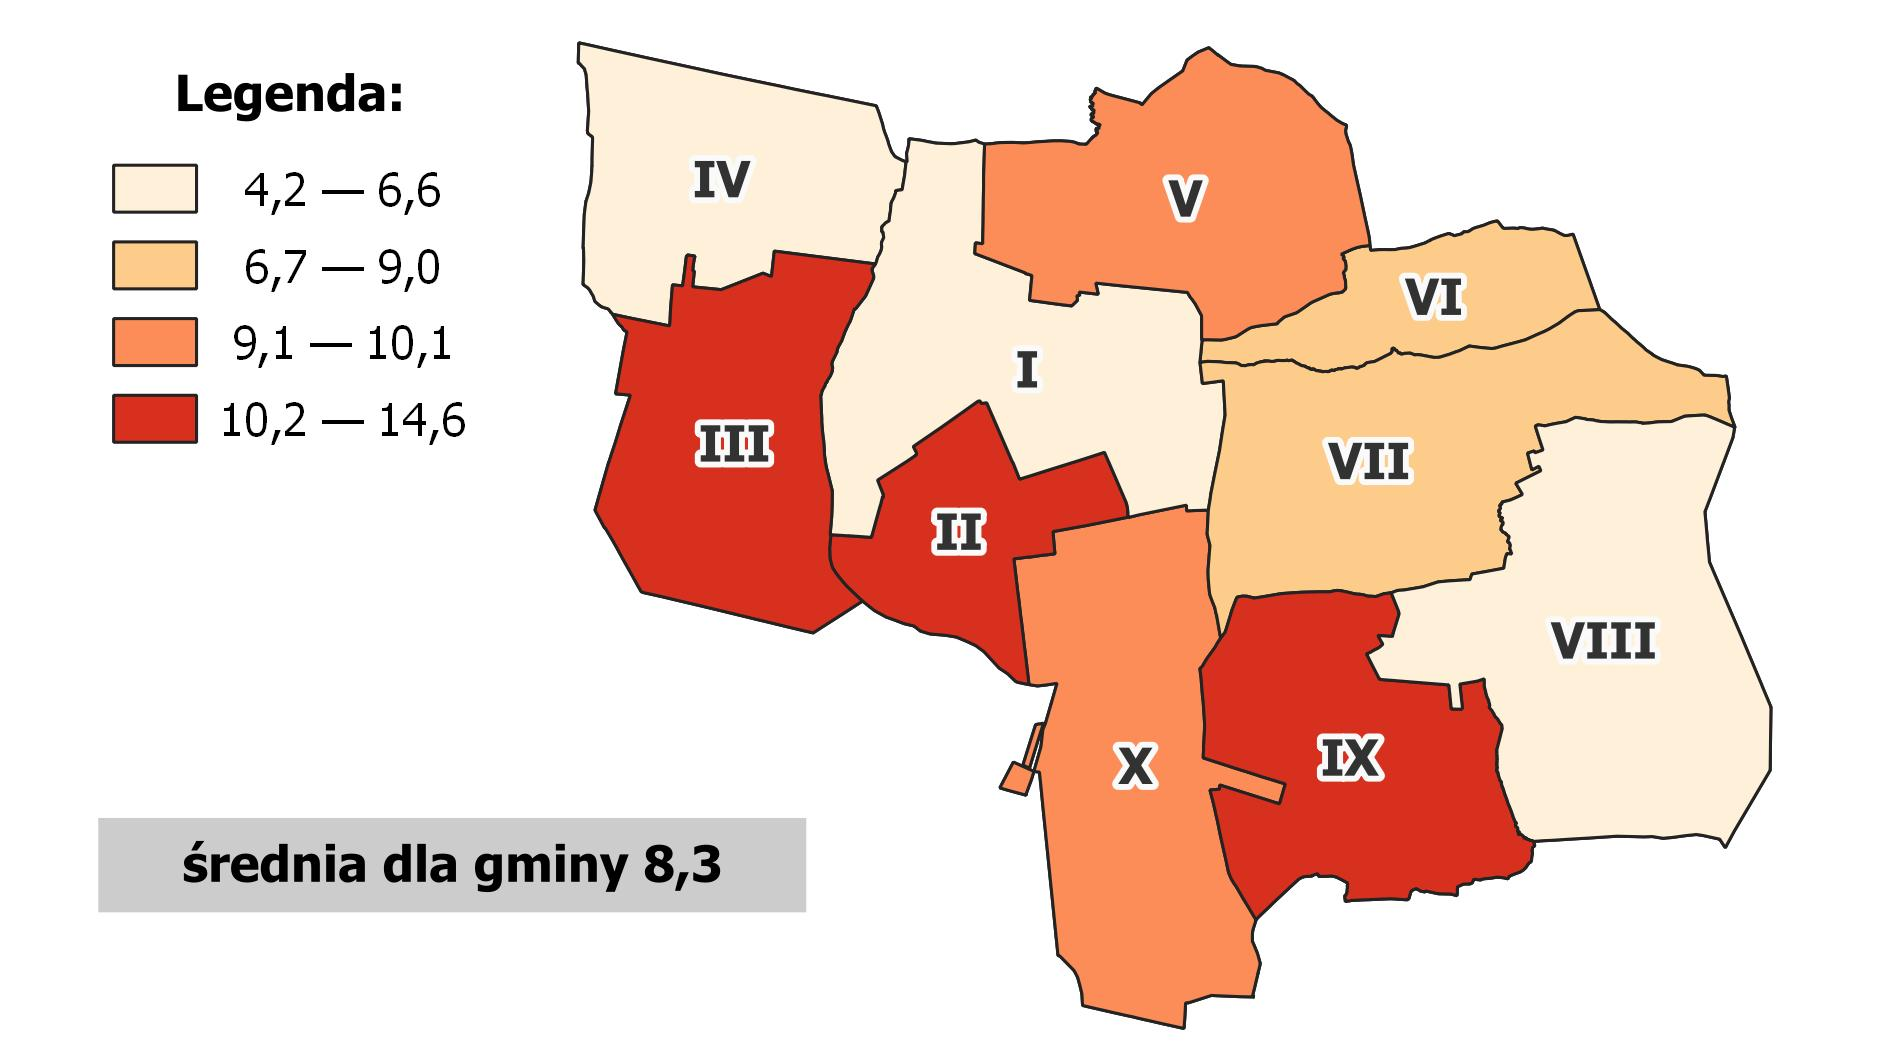 Legenda:
4,2 — 6,6
6,7 — 9,0
9,1 — 10,1
10,2 — 14,6
IV
V
VI
I
III
VII
II
VIII
IX
X
średnia dla gminy 8,3